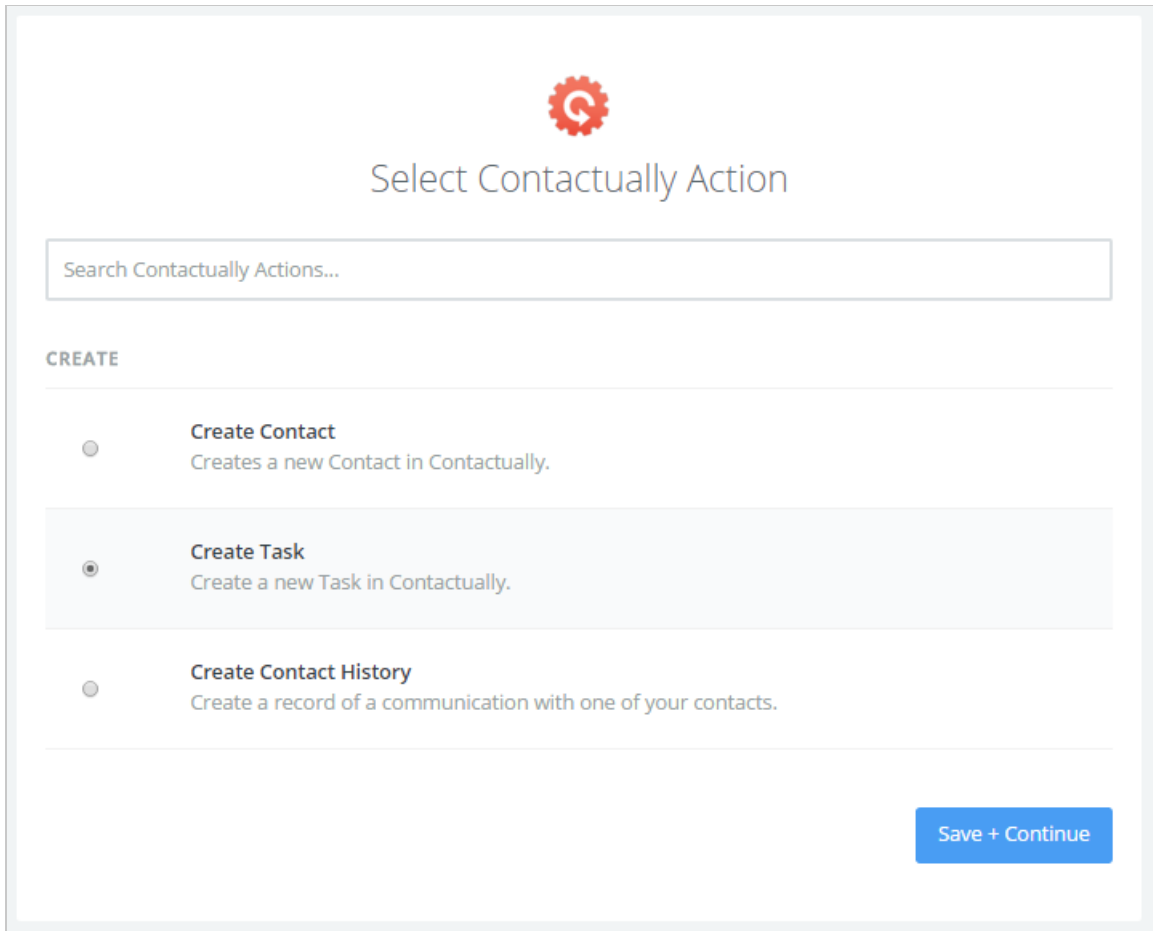 Select Contactually Action
Search Contactually Actions...
CREATE
Create Contact
Creates a new Contact in Contactually.
Create Task
Create a new Task in Contactually.
Create Contact History
Create a record of a communication with one of your contacts.
Save + Continue